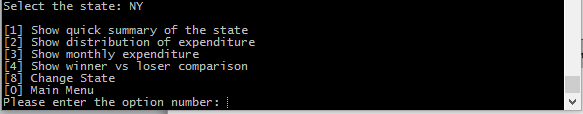 Select the state: NY
[1] Show quick summary of the state
[2] Show distribution of expenditure
[3] Show monthly expenditure
[4] Show winner vs loser comparison
[8] Change State
[0] Main Menu
Please enter the option number: